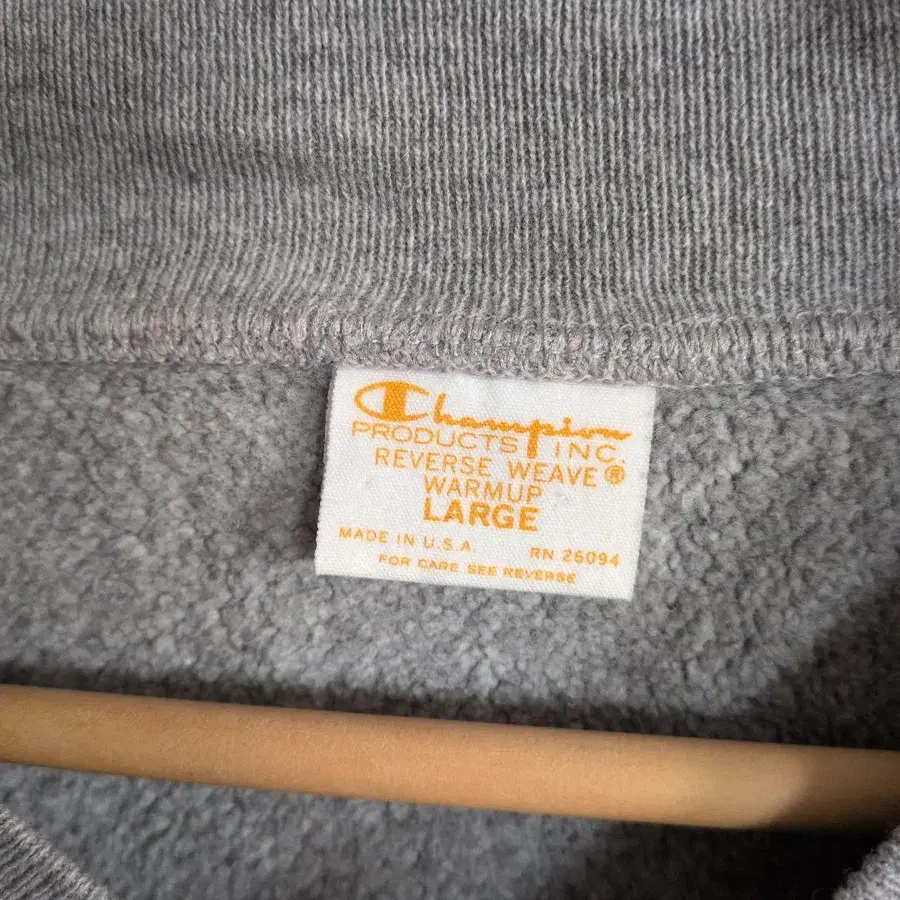 Champion
PRODUCTS INC.
REVERSE WEAVE®
WARMUP
LARGE
MADE IN U.S.A. RN 26094
FOR CARE SEE REVERSE